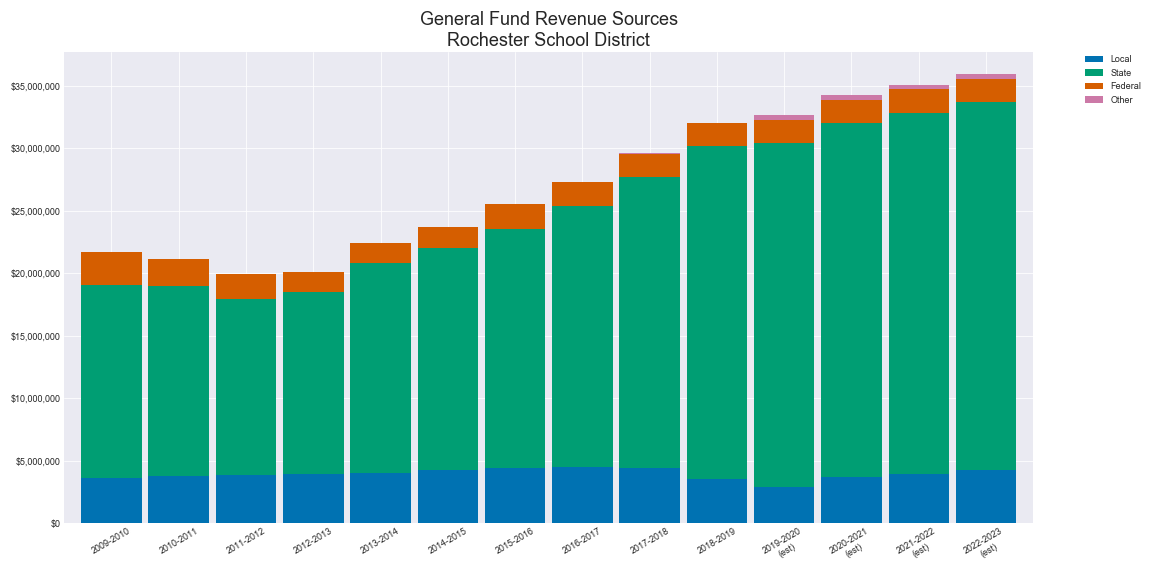 General Fund Revenue Sources
Rochester School District
Local
State
Federal
Other
$35,000,000
$30,000,000
$25,000,000
$20,000,000
$15,000,000
$10,000,000
$5,000,000
$0
2009-2010
2010-2011
2011-2012
2012-2013
2013-2014
2014-2015
2015-2016
2016-2017
2017-2018
2018-2019
2019-2020
(est)
2020-2021
(est)
2021-2022
(est)
2022-2023
(est)